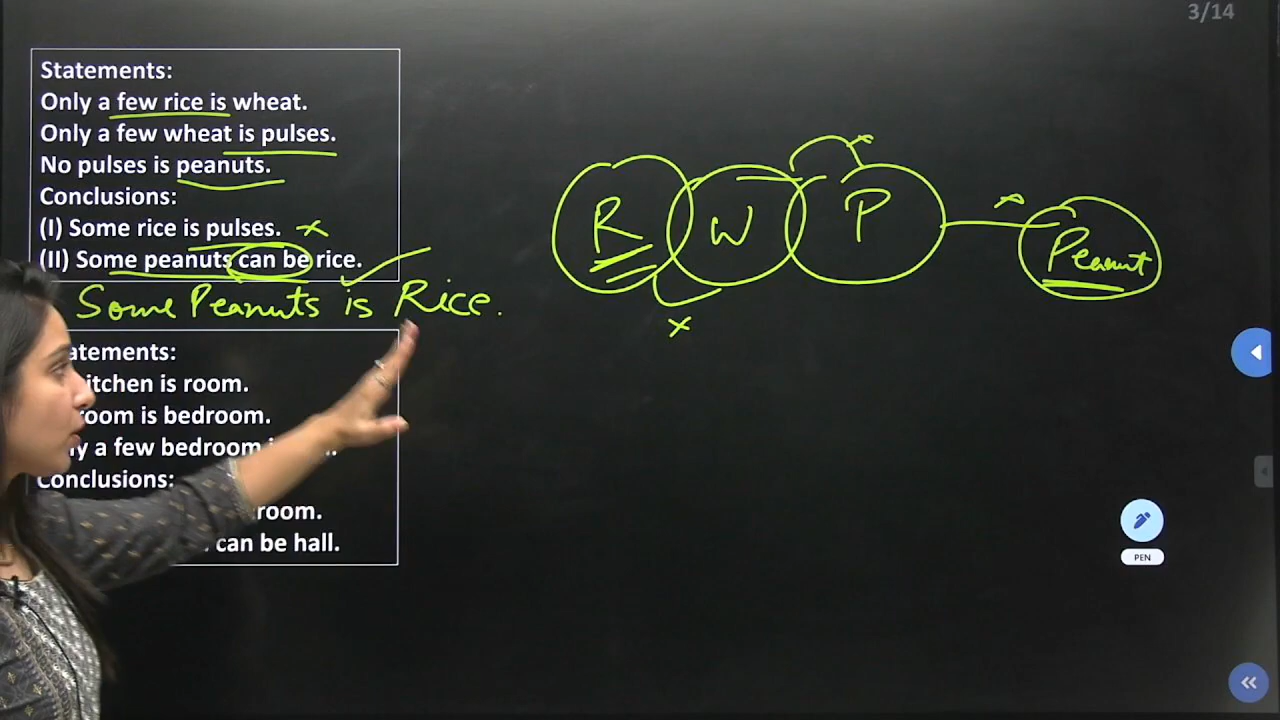 3/14
Statements:
Only a few rice is wheat.
Only a few wheat is pulses.
No pulses is peanuts.
Conclusions:
(I) Some rice is pulses. ×
(II) Some peanuts can be rice. ✓
Some Peanuts is Rice.
R W P Peanut
× × ×
atements:
itchen is room.
room is bedroom.
ly a few bedroom i
onclusions:
room.
can be hall.
PEN